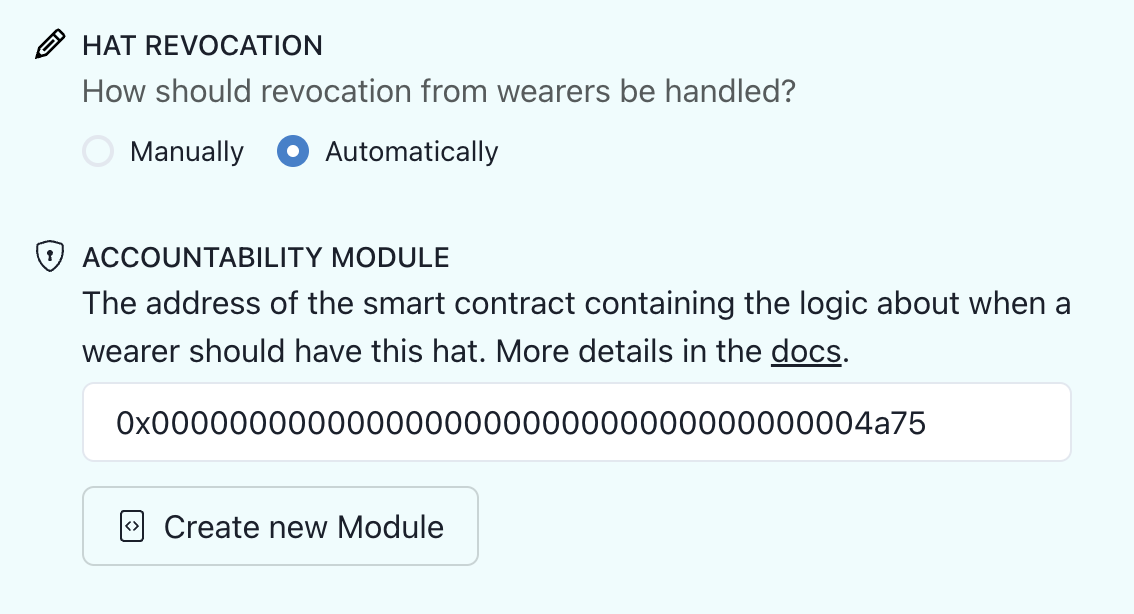 HAT REVOCATION
How should revocation from wearers be handled?
Manually Automatically
ACCOUNTABILITY MODULE
The address of the smart contract containing the logic about when a
wearer should have this hat. More details in the docs.
0x0000000000000000000000000000000000004a75
Create new Module